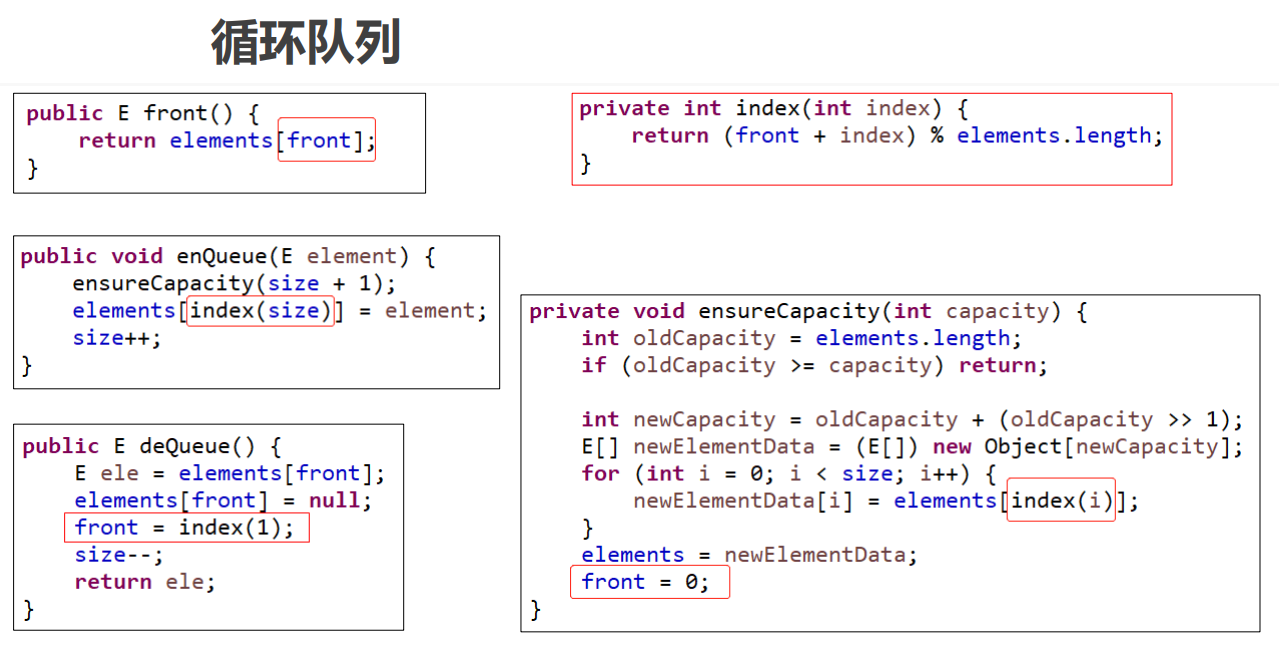 循环队列
public E front() {
    return elements[front];
}
private int index(int index) {
    return (front + index) % elements.length;
}
public void enQueue(E element) {
    ensureCapacity(size + 1);
    elements[index(size)] = element;
    size++;
}
public E deQueue() {
    E ele = elements[front];
    elements[front] = null;
    front = index(1);
    size--;
    return ele;
}
private void ensureCapacity(int capacity) {
    int oldCapacity = elements.length;
    if (oldCapacity >= capacity) return;
    int newCapacity = oldCapacity + (oldCapacity >> 1);
    E[] newElementData = (E[]) new Object[newCapacity];
    for (int i = 0; i < size; i++) {
        newElementData[i] = elements[index(i)];
    }
    elements = newElementData;
    front = 0;
}